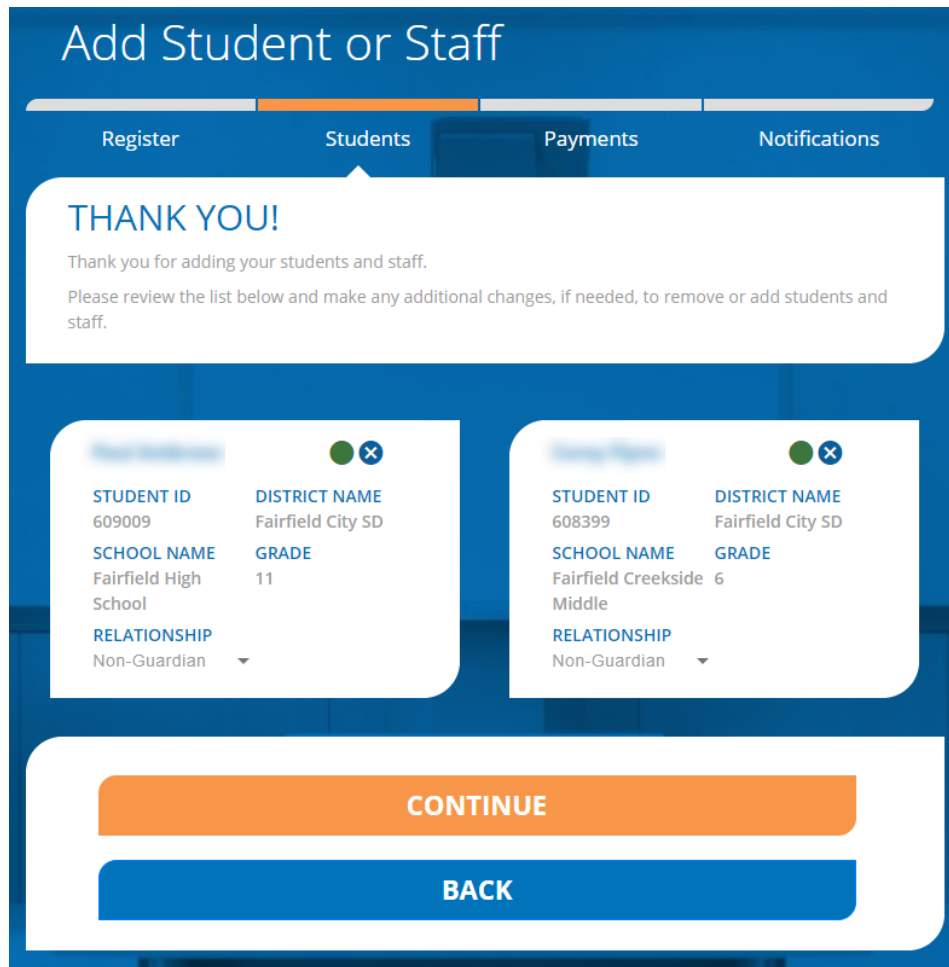 Add Student or Staff
Register Students Payments Notifications
THANK YOU!
Thank you for adding your students and staff.
Please review the list below and make any additional changes, if needed, to remove or add students and
staff.
STUDENT ID DISTRICT NAME
609009 Fairfield City SD
SCHOOL NAME GRADE
Fairfield High 11
School
RELATIONSHIP
Non-Guardian
STUDENT ID DISTRICT NAME
608399 Fairfield City SD
SCHOOL NAME GRADE
Fairfield Creekside 6
Middle
RELATIONSHIP
Non-Guardian
CONTINUE
BACK